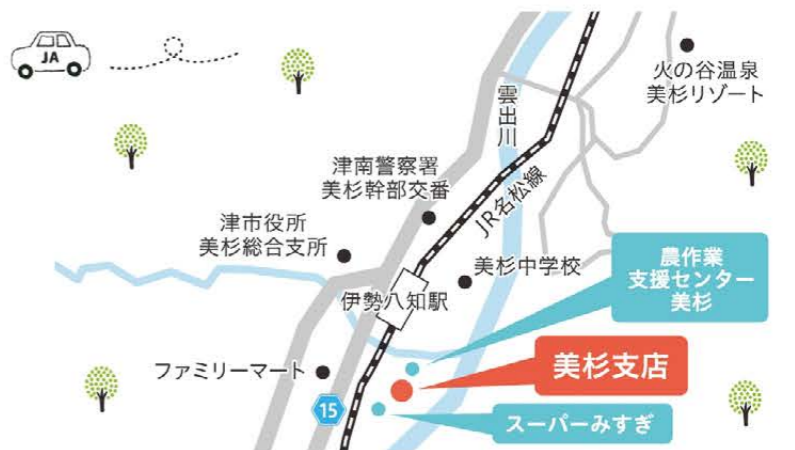 JA
火の谷温泉
美杉リゾート
雲出川
津南警察署
美杉幹部交番
JR名松線
津市役所
美杉総合支所
美杉中学校
農作業
支援センター
美杉
伊勢八知駅
ファミリーマート
美杉支店
15
スーパーみすぎ